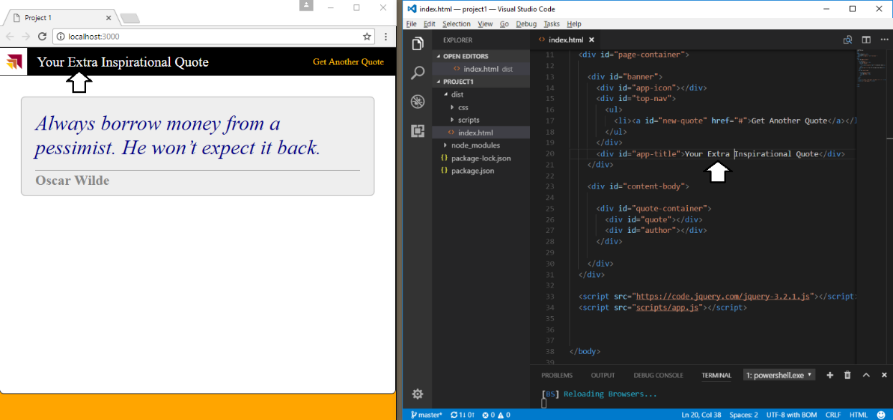 Project 1
localhost:3000
Your Extra Inspirational Quote
Get Another Quote
Always borrow money from a
pessimist. He won't expect it back.
Oscar Wilde
index.html — project1 — Visual Studio Code
File Edit Selection View Go Debug Tasks Help
EXPLORER
OPEN EDITORS
index.html dist
PROJECT1
dist
css
scripts
index.html
node_modules
package-lock.json
package.json
index.html
11 <div id="page-container">
12
13 <div id="banner">
14 <div id="app-icon"></div>
15 <div id="top-nav">
16 <ul>
17 <li><a id="new-quote" href="#">Get Another Quote</a></l
18 </ul>
19 </div>
20 <div id="app-title">Your Extra Inspirational Quote</div>
21 </div>
22
23 <div id="content-body">
24
25 <div id="quote-container">
26 <div id="quote"></div>
27 <div id="author"></div>
28 </div>
29
30 </div>
31 </div>
32
33 <script src="https://code.jquery.com/jquery-3.2.1.js"></script>
34 <script src="scripts/app.js"></script>
35
36
37
38 </body>
39
PROBLEMS OUTPUT DEBUG CONSOLE TERMINAL 1: powershell.exe
[BS] Reloading Browsers...
master* 1↓ 0↑ 0 0 Ln 20, Col 38 Spaces: 2 UTF-8 with BOM CRLF HTML